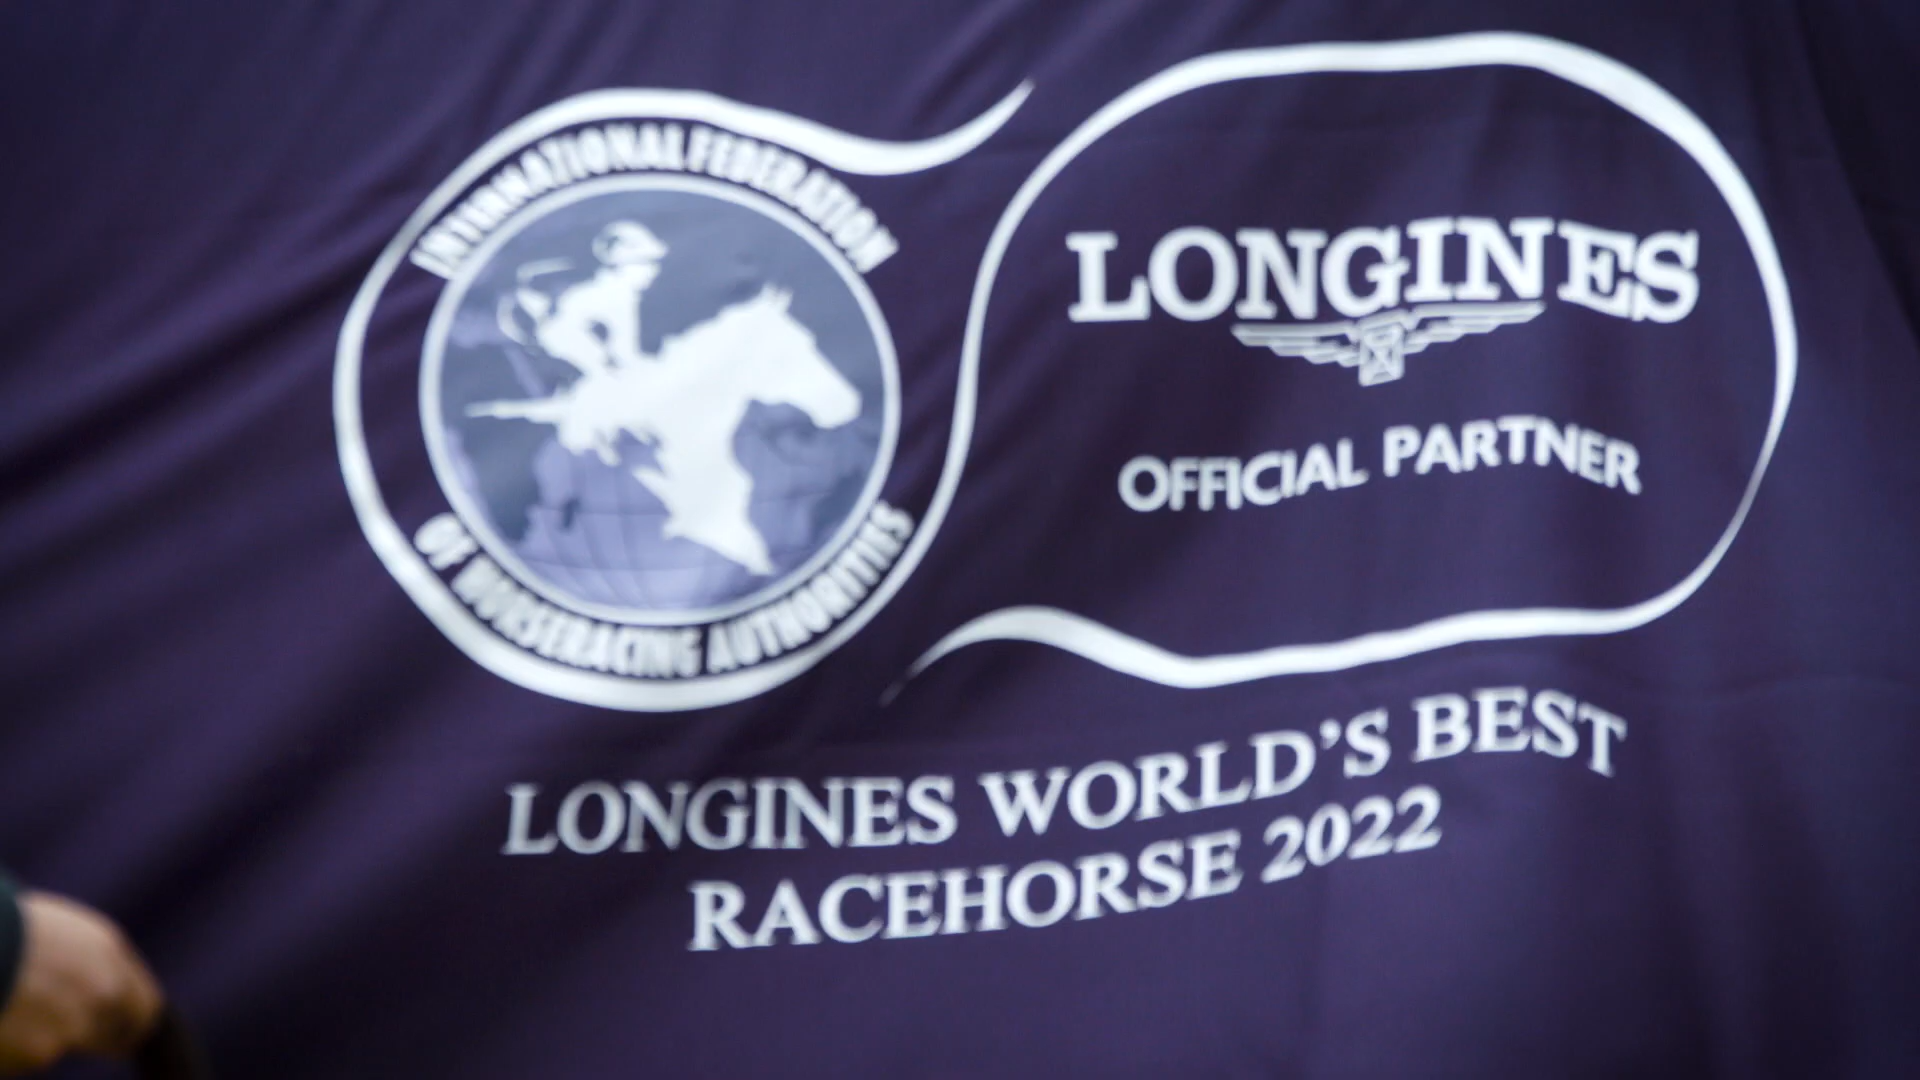 INTERNATIONAL FEDERATION
OF HORSERACING AUTHORITIES
LONGINES
OFFICIAL PARTNER
LONGINES WORLD'S BEST
RACEHORSE 2022